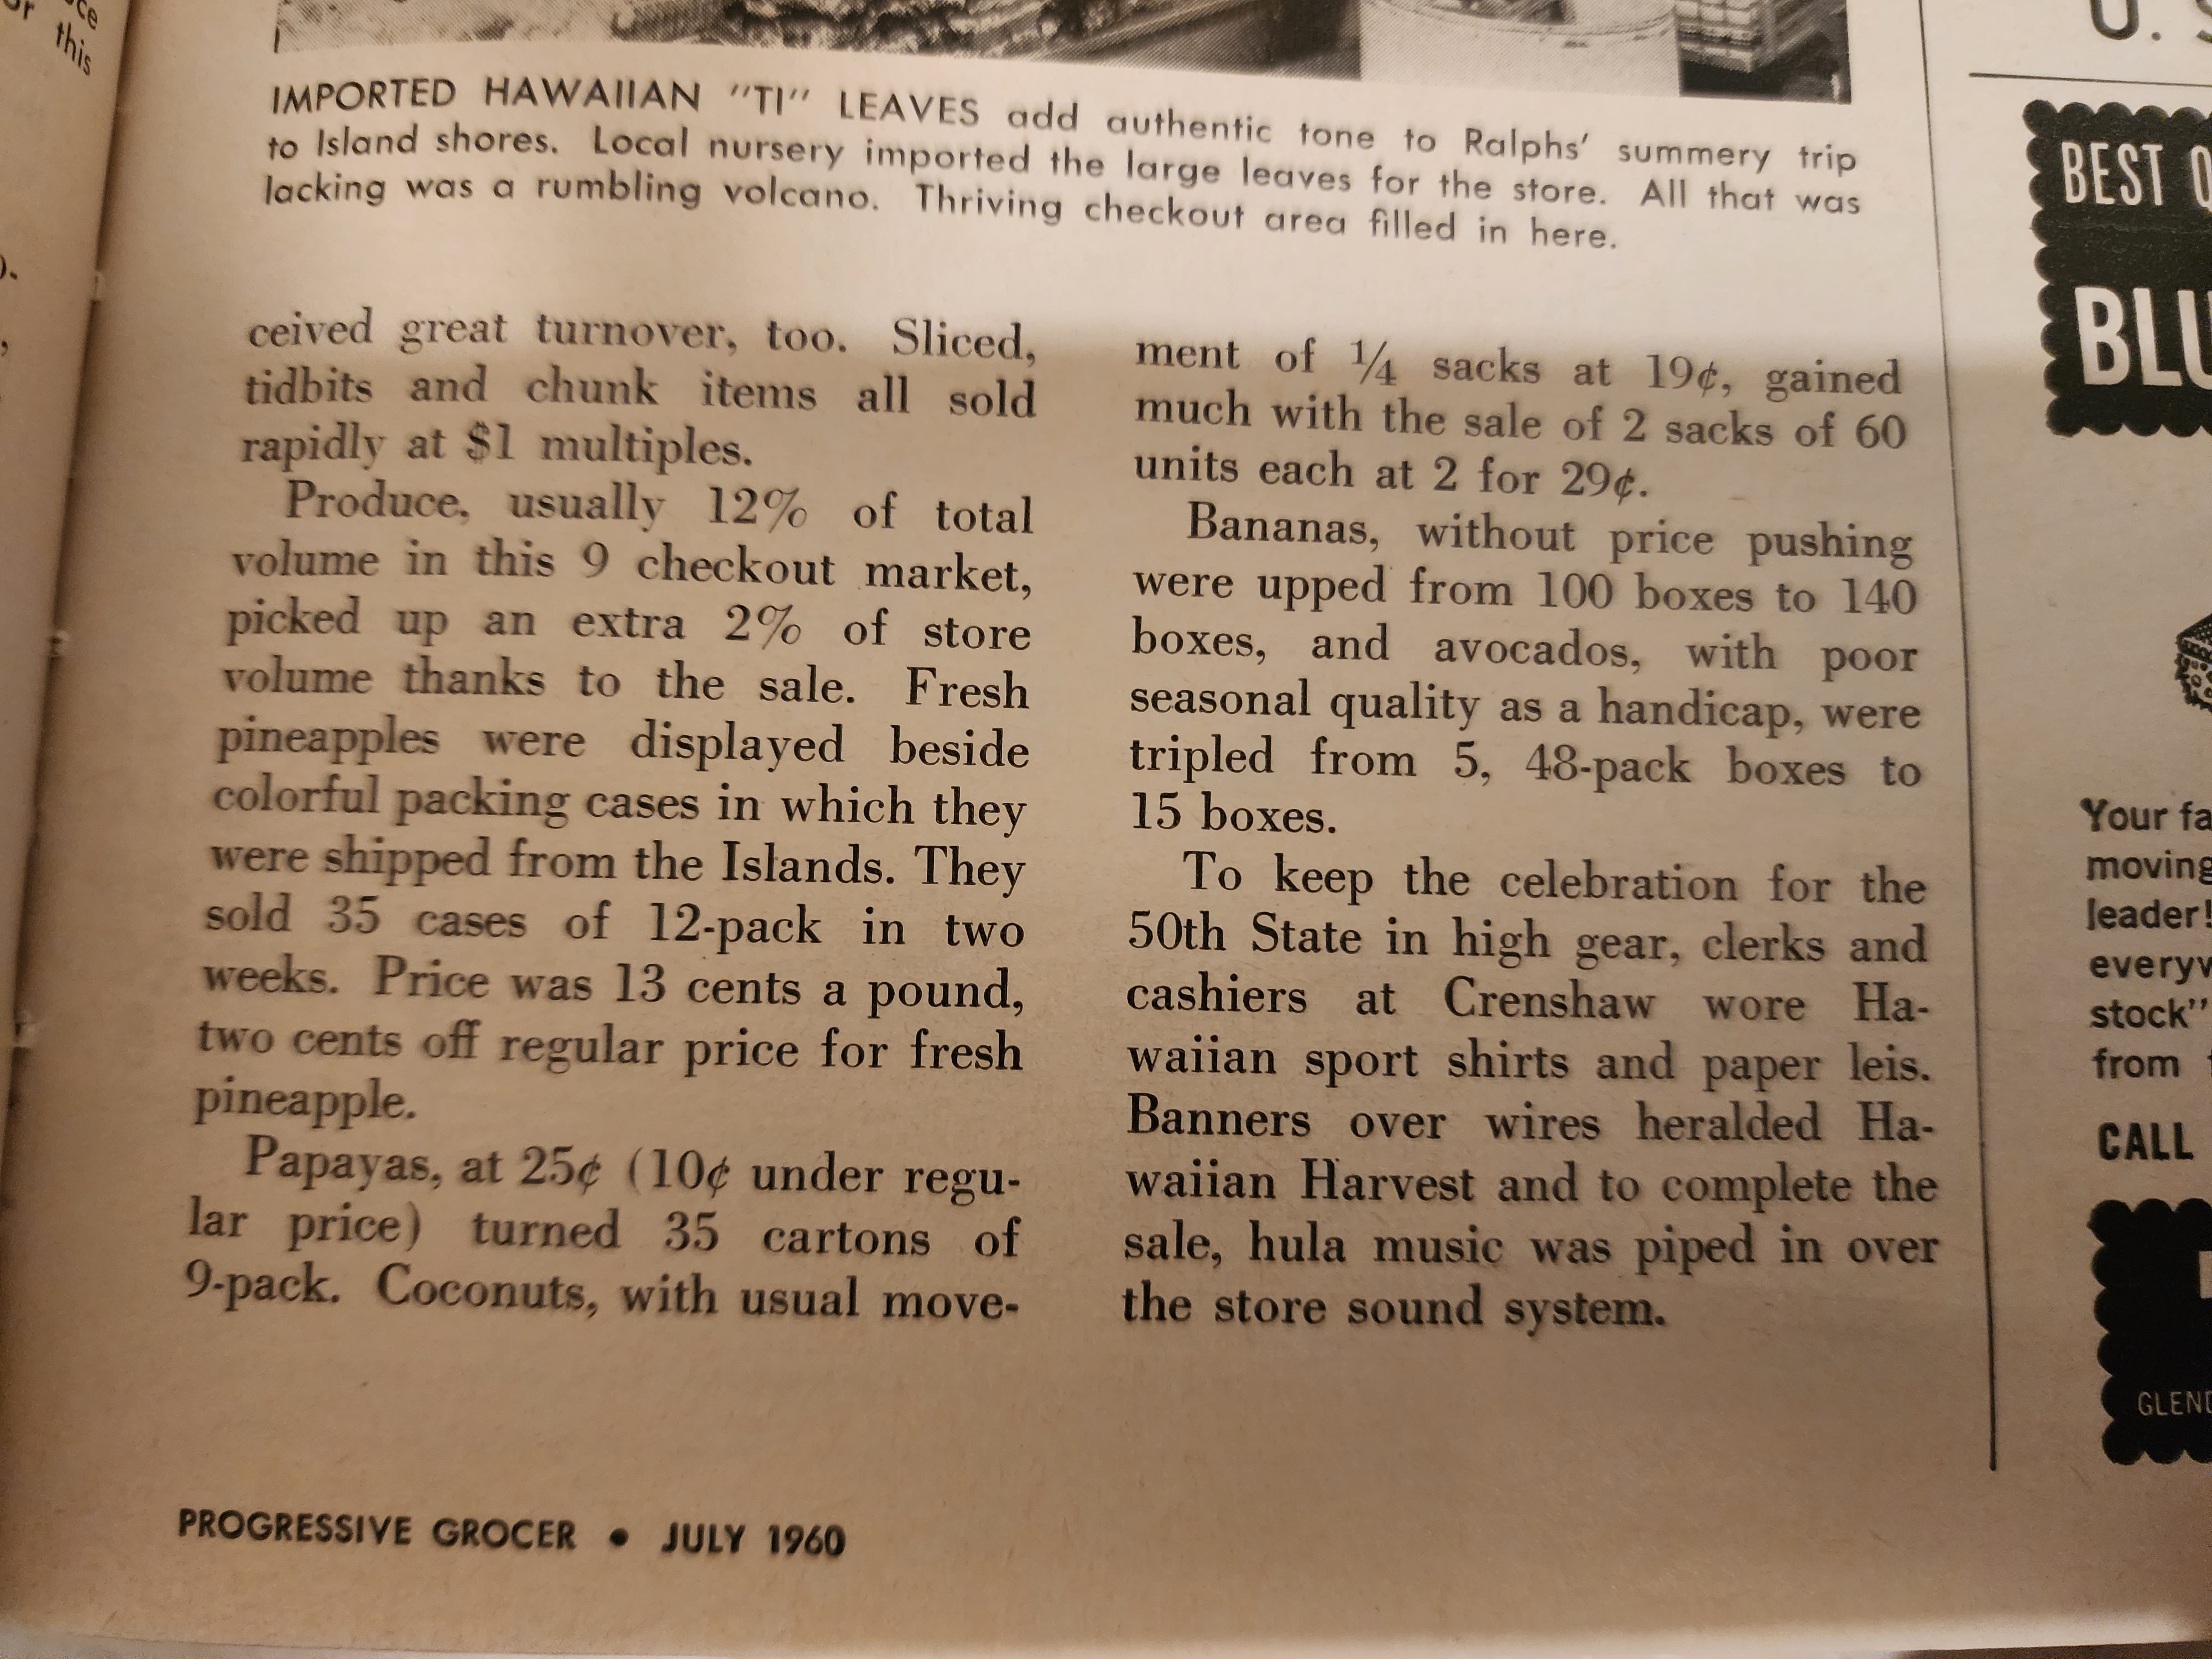 ce
or this
IMPORTED HAWAIIAN "TI" LEAVES add authentic tone to Ralphs' summery trip
to Island shores. Local nursery imported the large leaves for the store. All that was
lacking was a rumbling volcano. Thriving checkout area filled in here.
ceived great turnover, too. Sliced,
tidbits and chunk items all sold
rapidly at $1 multiples.
Produce, usually 12% of total
volume in this 9 checkout market,
picked up an extra 2% of store
volume thanks to the sale. Fresh
pineapples were displayed beside
colorful packing cases in which they
were shipped from the Islands. They
sold 35 cases of 12-pack in two
weeks. Price was 13 cents a pound,
two cents off regular price for fresh
pineapple.
Papayas, at 25¢ (10¢ under regu-
lar price) turned 35 cartons of
9-pack. Coconuts, with usual move-
ment of 1/4 sacks at 19¢, gained
much with the sale of 2 sacks of 60
units each at 2 for 29¢.
Bananas, without price pushing
were upped from 100 boxes to 140
boxes, and avocados, with poor
seasonal quality as a handicap, were
tripled from 5, 48-pack boxes to
15 boxes.
To keep the celebration for the
50th State in high gear, clerks and
cashiers at Crenshaw wore Ha-
waiian sport shirts and paper leis.
Banners over wires heralded Ha-
waiian Harvest and to complete the
sale, hula music was piped in over
the store sound system.
PROGRESSIVE GROCER • JULY 1960
U. S
BEST Q
BLU
Your fa
moving
leader!
everyw
stock"
from
CALL
GLEND